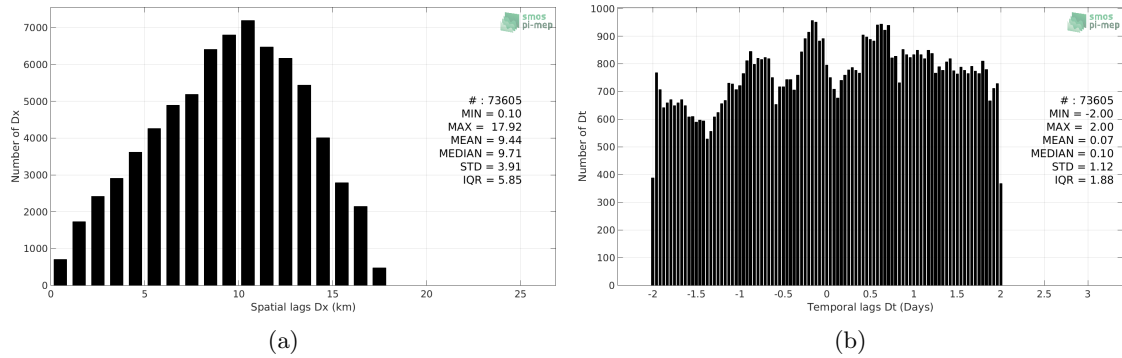 smos
pi-mep
7000
6000
5000
4000
3000
2000
1000
0
Number of Dx
# : 73605
MIN = 0.10
MAX = 17.92
MEAN = 9.44
MEDIAN = 9.71
STD = 3.91
IQR = 5.85
0 5 10 15 20 25
Spatial lags Dx (km)
(a)
smos
pi-mep
1000
900
800
700
600
500
400
300
200
100
0
Number of Dt
# : 73605
MIN = -2.00
MAX = 2.00
MEAN = 0.07
MEDIAN = 0.10
STD = 1.12
IQR = 1.88
-2 -1.5 -1 -0.5 0 0.5 1 1.5 2 2.5 3
Temporal lags Dt (Days)
(b)